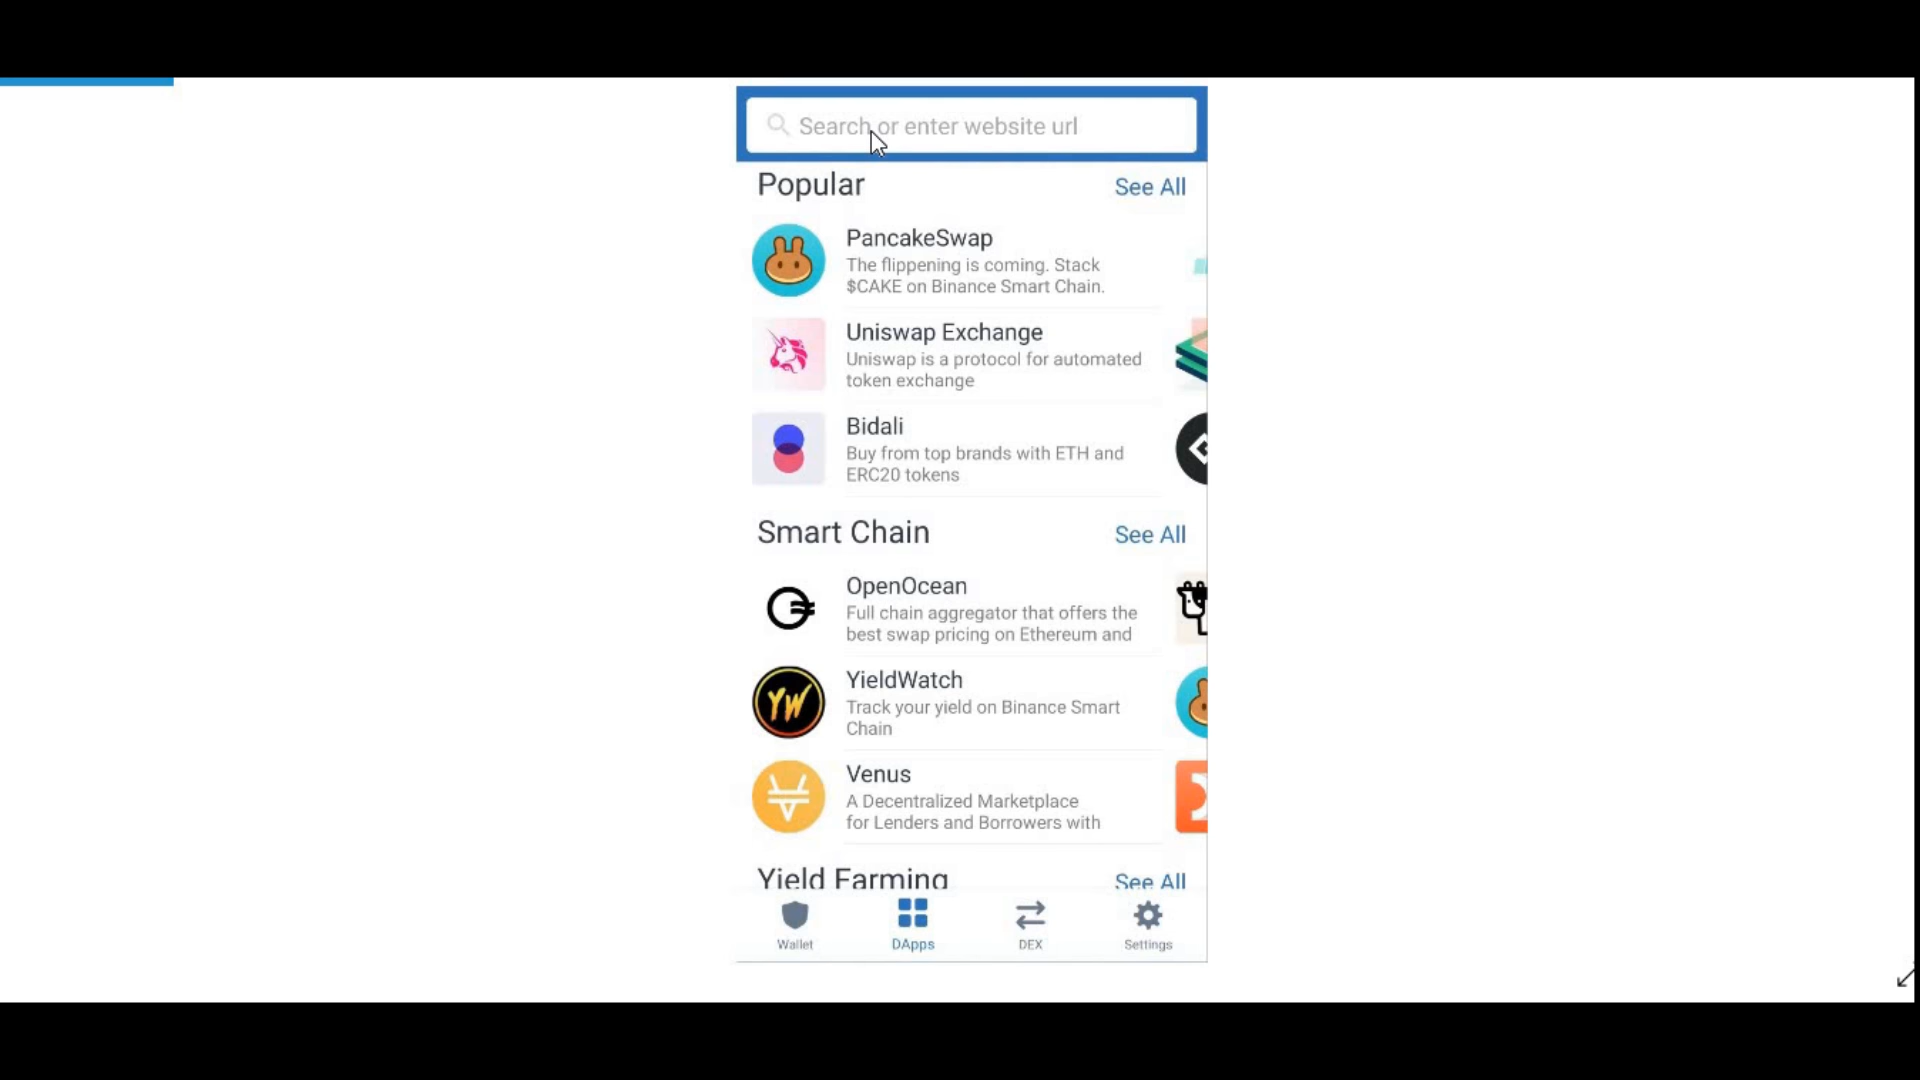 Search or enter website url
Popular
See All
PancakeSwap
The flippening is coming. Stack
$CAKE on Binance Smart Chain.
Uniswap Exchange
Uniswap is a protocol for automated
token exchange
Bidali
Buy from top brands with ETH and
ERC20 tokens
Smart Chain
See All
OpenOcean
Full chain aggregator that offers the
best swap pricing on Ethereum and
YW
YieldWatch
Track your yield on Binance Smart
Chain
Venus
A Decentralized Marketplace
for Lenders and Borrowers with
Yield Farming
See All
Wallet
DApps
DEX
Settings